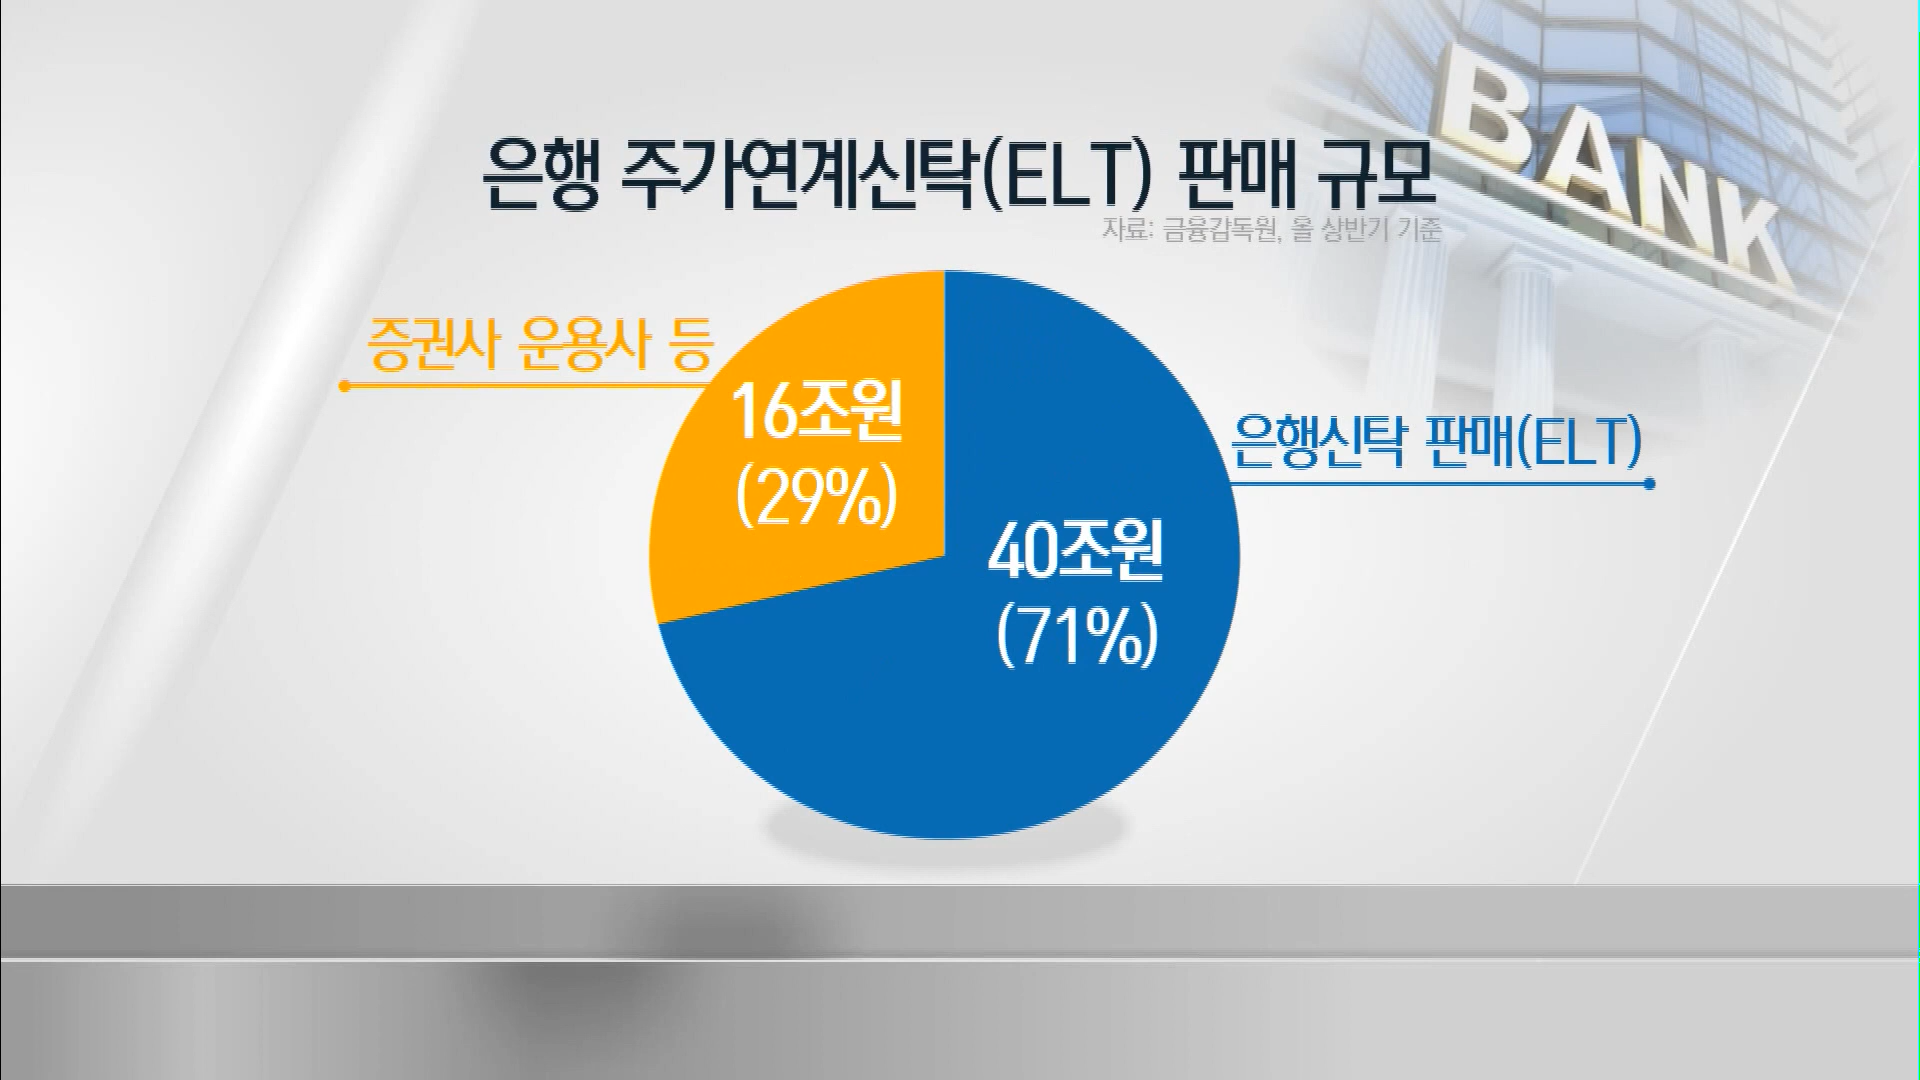 BANK
은행 주가연계신탁(ELT) 판매 규모
자료: 금융감독원, 올 상반기 기준
증권사 운용사 등
16조원
(29%)
은행신탁 판매(ELT)
40조원
(71%)